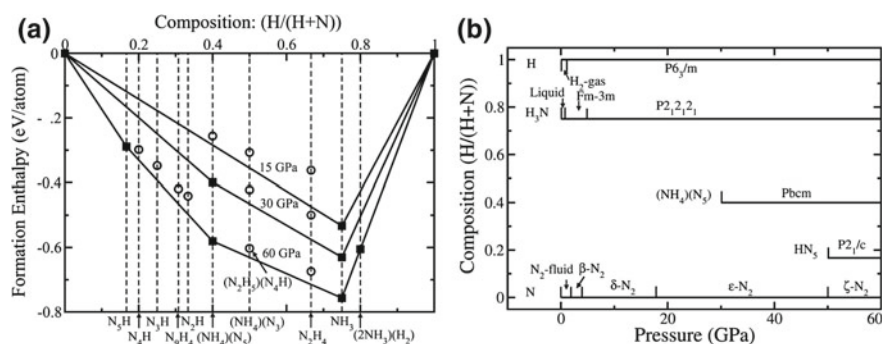 (a)
Composition: (H/(H+N))
0 0.2 0.4 0.6 0.8 1
Formation Enthalpy (eV/atom)
0
- .2
-0.4
-0.6
-0.8
15 GPa
30 GPa
60 GPa
(N₂H₅)(N₄H)
N₅H N₃H N₂H (NH₄)(N₃) NH₃
N₄H N₉H₄ (NH₄)(N₅) N₂H₄ (2NH₃)(H₂)
(b)
Composition (H/(H+N))
1
0.8
0.6
0.4
0.2
0
H P6₃/m
H₂-gas
Liquid Fm-3m
H₃N P2₁2₁2₁
(NH₄)(N₅) Pbcm
HN₅ P2₁/c
N₂-fluid β-N₂
N δ-N₂ ε-N₂ ζ-N₂
0 20 40 60
Pressure (GPa)